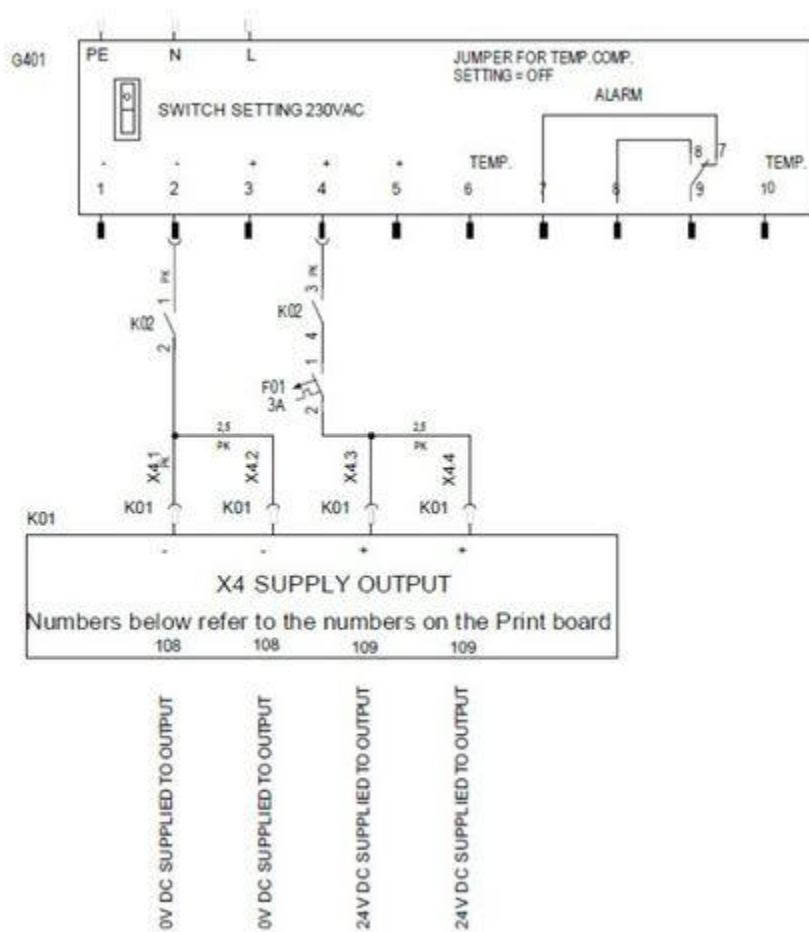 G401
PE N L
JUMPER FOR TEMP.COMP.
SETTING = OFF
ALARM
SWITCH SETTING 230VAC
8 7
- - + + + TEMP. TEMP.
1 2 3 4 5 6 7 8 9 10
PK PK
1 3
K02 K02
2 4
1
F01
3A
2
2,5 2,5
PK PK
X4.1 PK X4.2 X4.3 X4.4
K01 K01 K01 K01
K01
- - + +
X4 SUPPLY OUTPUT
Numbers below refer to the numbers on the Print board
108 108 109 109
0V DC SUPPLIED TO OUTPUT
0V DC SUPPLIED TO OUTPUT
24V DC SUPPLIED TO OUTPUT
24V DC SUPPLIED TO OUTPUT